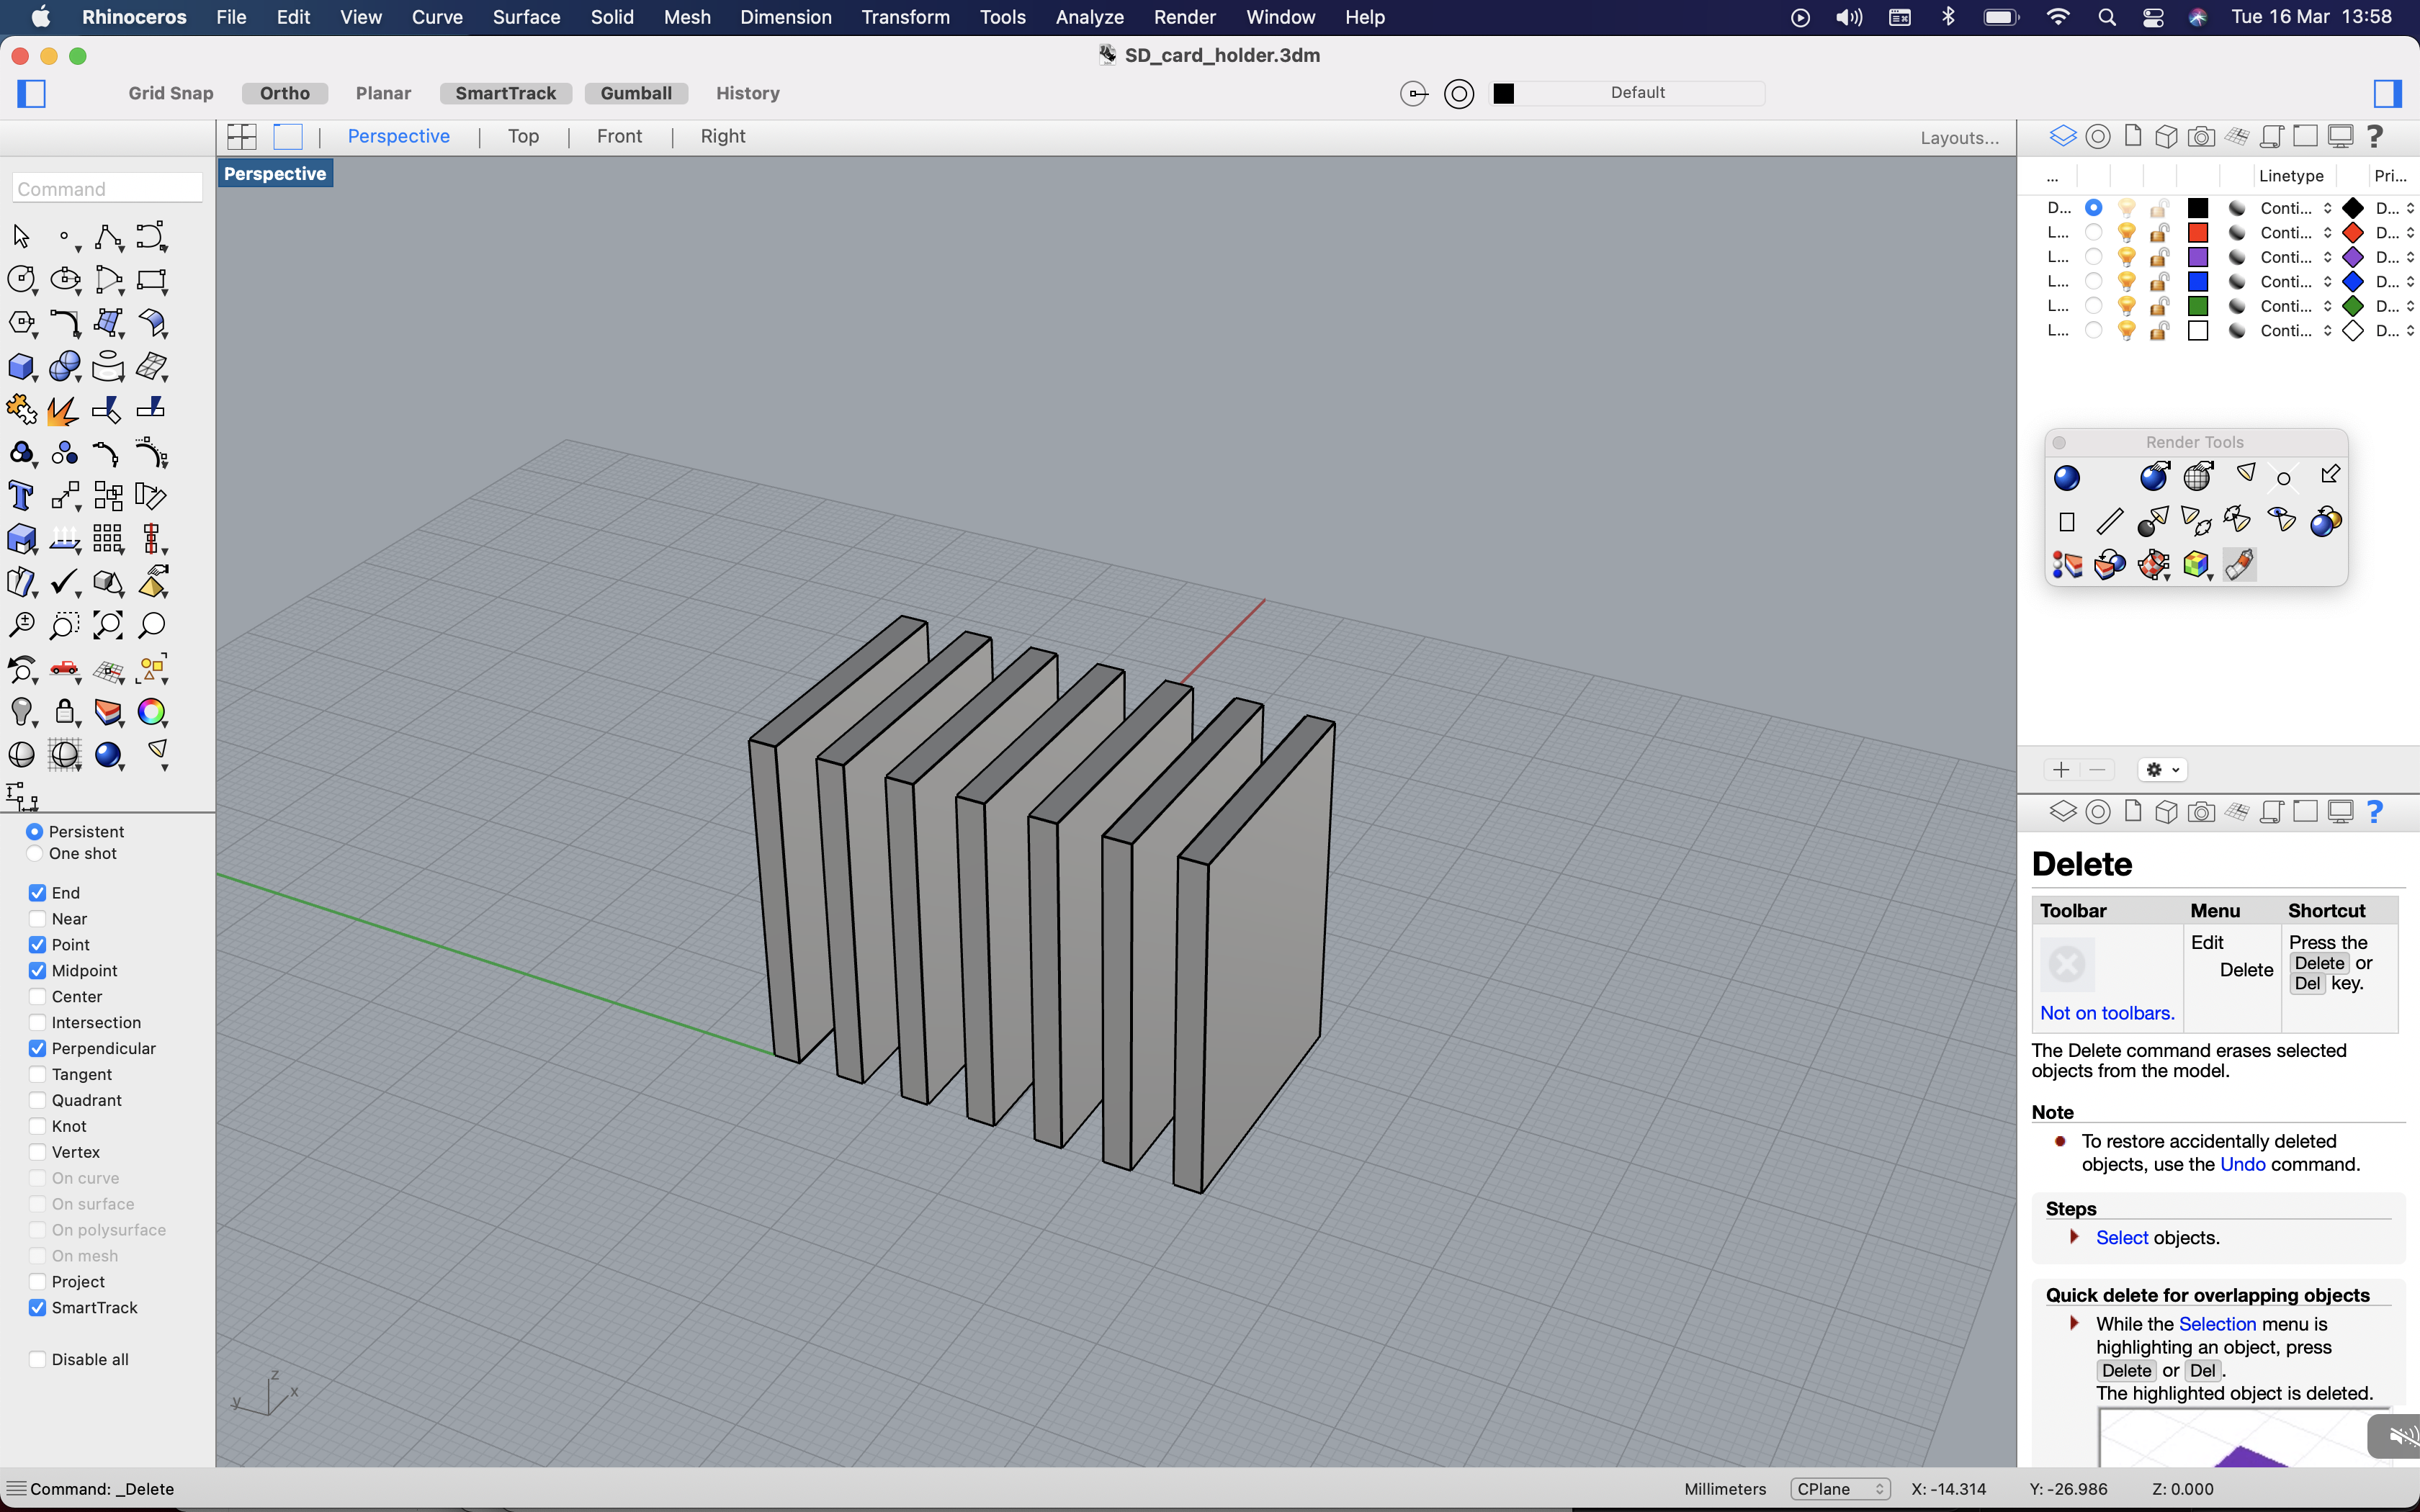 Rhinoceros File Edit View Curve Surface Solid Mesh Dimension Transform Tools Analyze Render Window Help Tue 16 Mar 13:58
SD_card_holder.3dm
Grid Snap Ortho Planar SmartTrack Gumball History Default
Perspective Top Front Right Layouts...
Perspective
Command
Persistent
One shot
End
Near
Point
Midpoint
Center
Intersection
Perpendicular
Tangent
Quadrant
Knot
Vertex
On curve
On surface
On polysurface
On mesh
Project
SmartTrack
Disable all
z
x
y
... Linetype Pri...
D... Conti... D...
L... Conti... D...
L... Conti... D...
L... Conti... D...
L... Conti... D...
L... Conti... D...
Render Tools
Delete
Toolbar Menu Shortcut
Not on toolbars.
Edit
Delete
Press the
Delete or
Del key.
The Delete command erases selected
objects from the model.
Note
To restore accidentally deleted
objects, use the Undo command.
Steps
Select objects.
Quick delete for overlapping objects
While the Selection menu is
highlighting an object, press
Delete or Del.
The highlighted object is deleted.
Command: _Delete
Millimeters CPlane X: -14.314 Y: -26.986 Z: 0.000